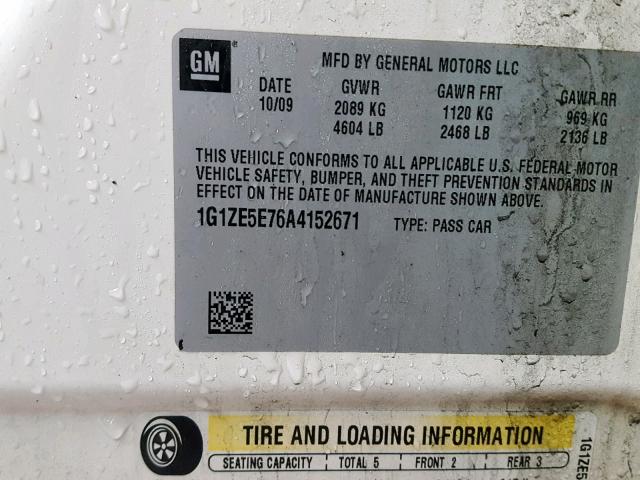 GM
MFD BY GENERAL MOTORS LLC
DATE GVWR GAWR FRT GAWR RR
10/09 2089 KG 1120 KG 969 KG
4604 LB 2468 LB 2136 LB
THIS VEHICLE CONFORMS TO ALL APPLICABLE U.S. FEDERAL MOTOR
VEHICLE SAFETY, BUMPER, AND THEFT PREVENTION STANDARDS IN
EFFECT ON THE DATE OF MANUFACTURE SHOWN ABOVE.
1G1ZE5E76A4152671 TYPE: PASS CAR
TIRE AND LOADING INFORMATION
SEATING CAPACITY TOTAL 5 FRONT 2 REAR 3
1G1ZE5